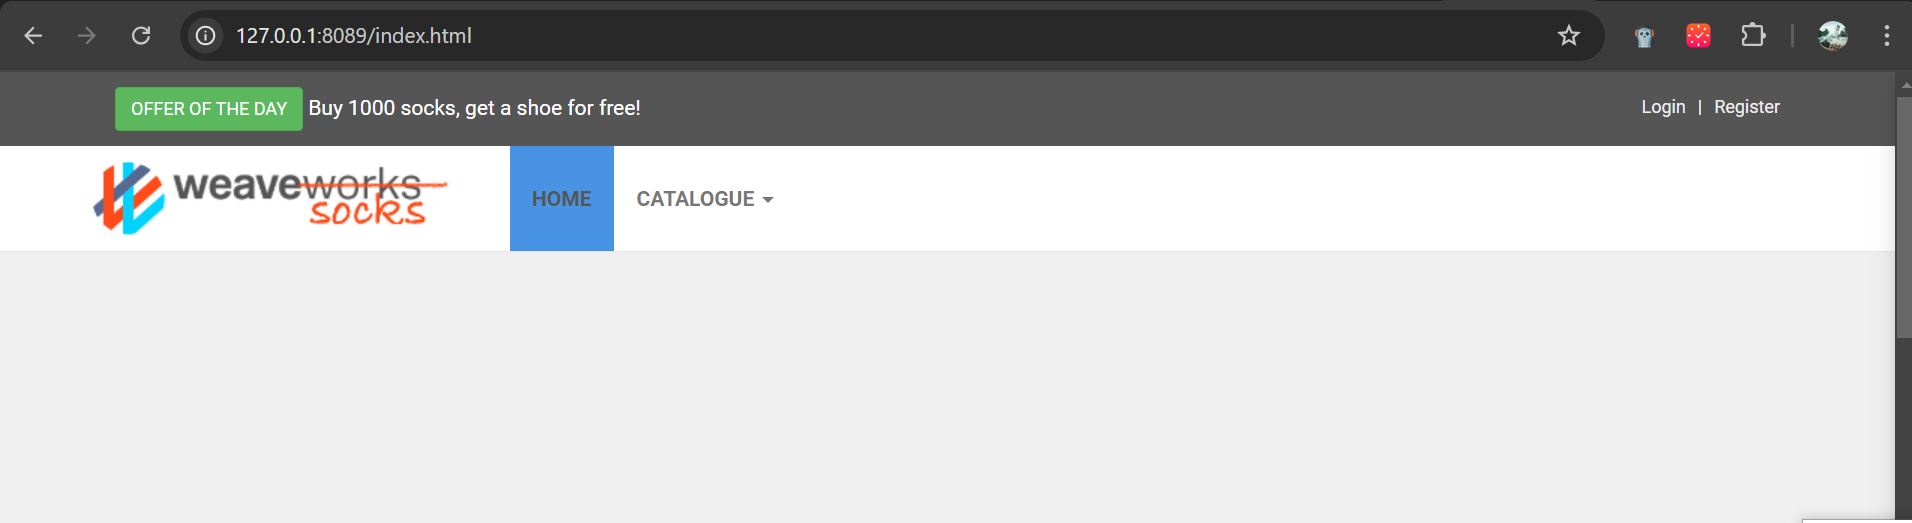 127.0.0.1:8089/index.html
OFFER OF THE DAY Buy 1000 socks, get a shoe for free!
Login | Register
weaveworks
socks
HOME CATALOGUE